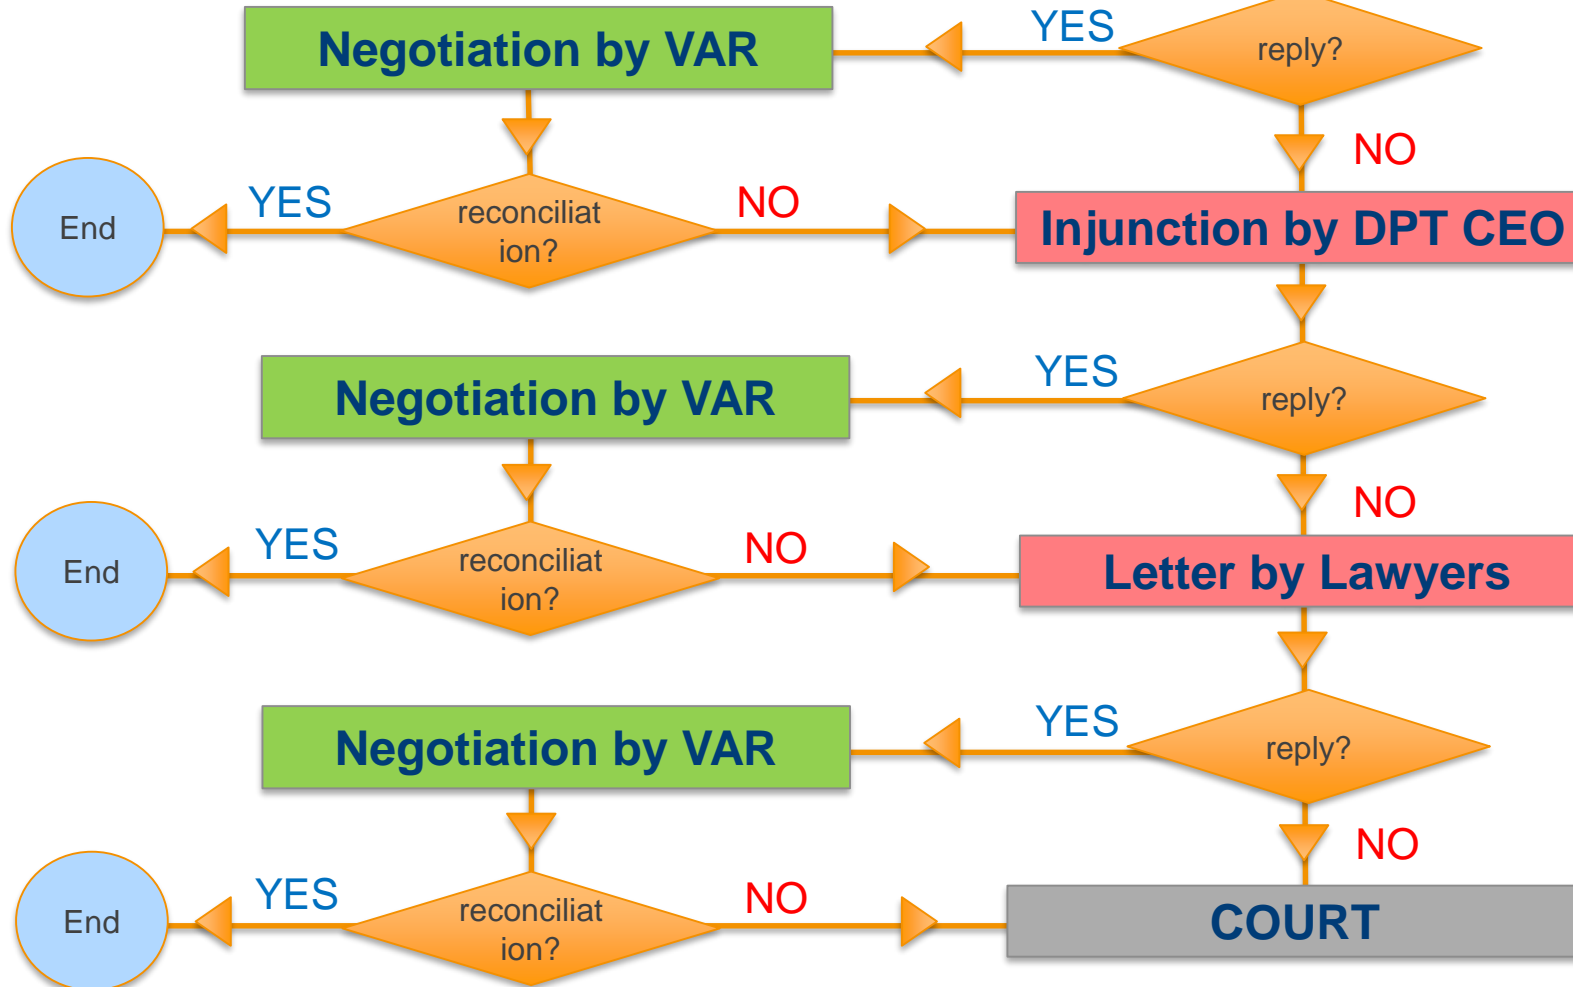 Negotiation by VAR
YES
reply?
NO
End
YES
reconciliat
ion?
NO
Injunction by DPT CEO
Negotiation by VAR
YES
reply?
NO
End
YES
reconciliat
ion?
NO
Letter by Lawyers
Negotiation by VAR
YES
reply?
NO
End
YES
reconciliat
ion?
NO
COURT